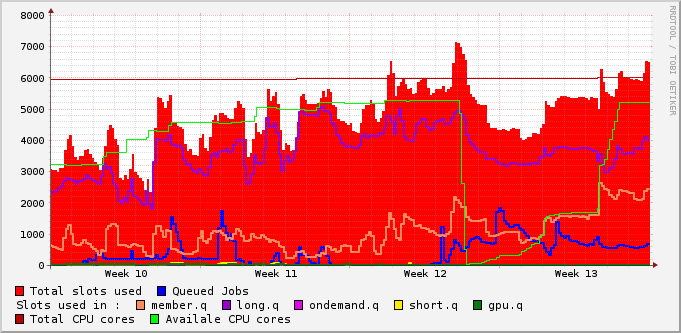 8000
7000
6000
5000
4000
3000
2000
1000
0
Week 10 Week 11 Week 12 Week 13
Total slots used Queued Jobs
Slots used in : member.q long.q ondemand.q short.q gpu.q
Total CPU cores Availale CPU cores
RRDTOOL / TOBI OETIKER